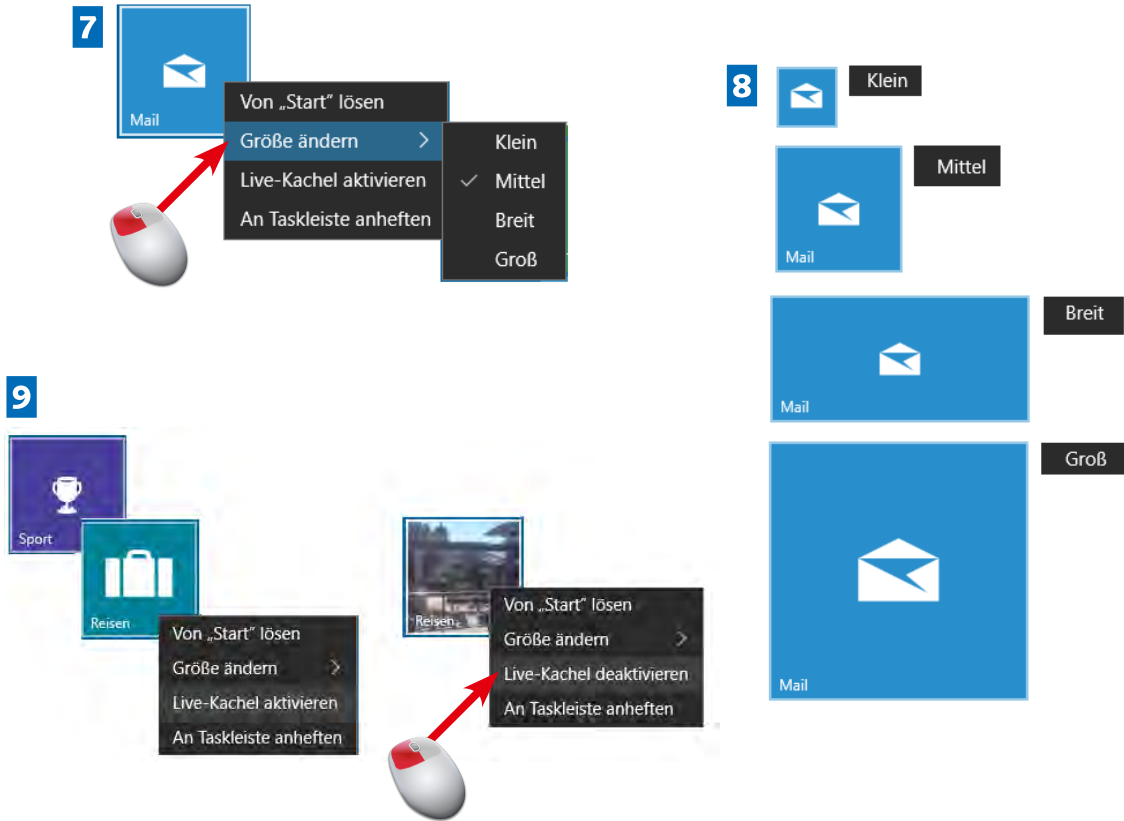 7
Mail
Von „Start“ lösen
Größe ändern
Live-Kachel aktivieren
An Taskleiste anheften
Klein
Mittel
Breit
Groß
8
Klein
Mittel
Mail
Breit
Mail
Groß
Mail
9
Sport
Reisen
Von „Start“ lösen
Größe ändern
Live-Kachel aktivieren
An Taskleiste anheften
Reisen
Von „Start“ lösen
Größe ändern
Live-Kachel deaktivieren
An Taskleiste anheften